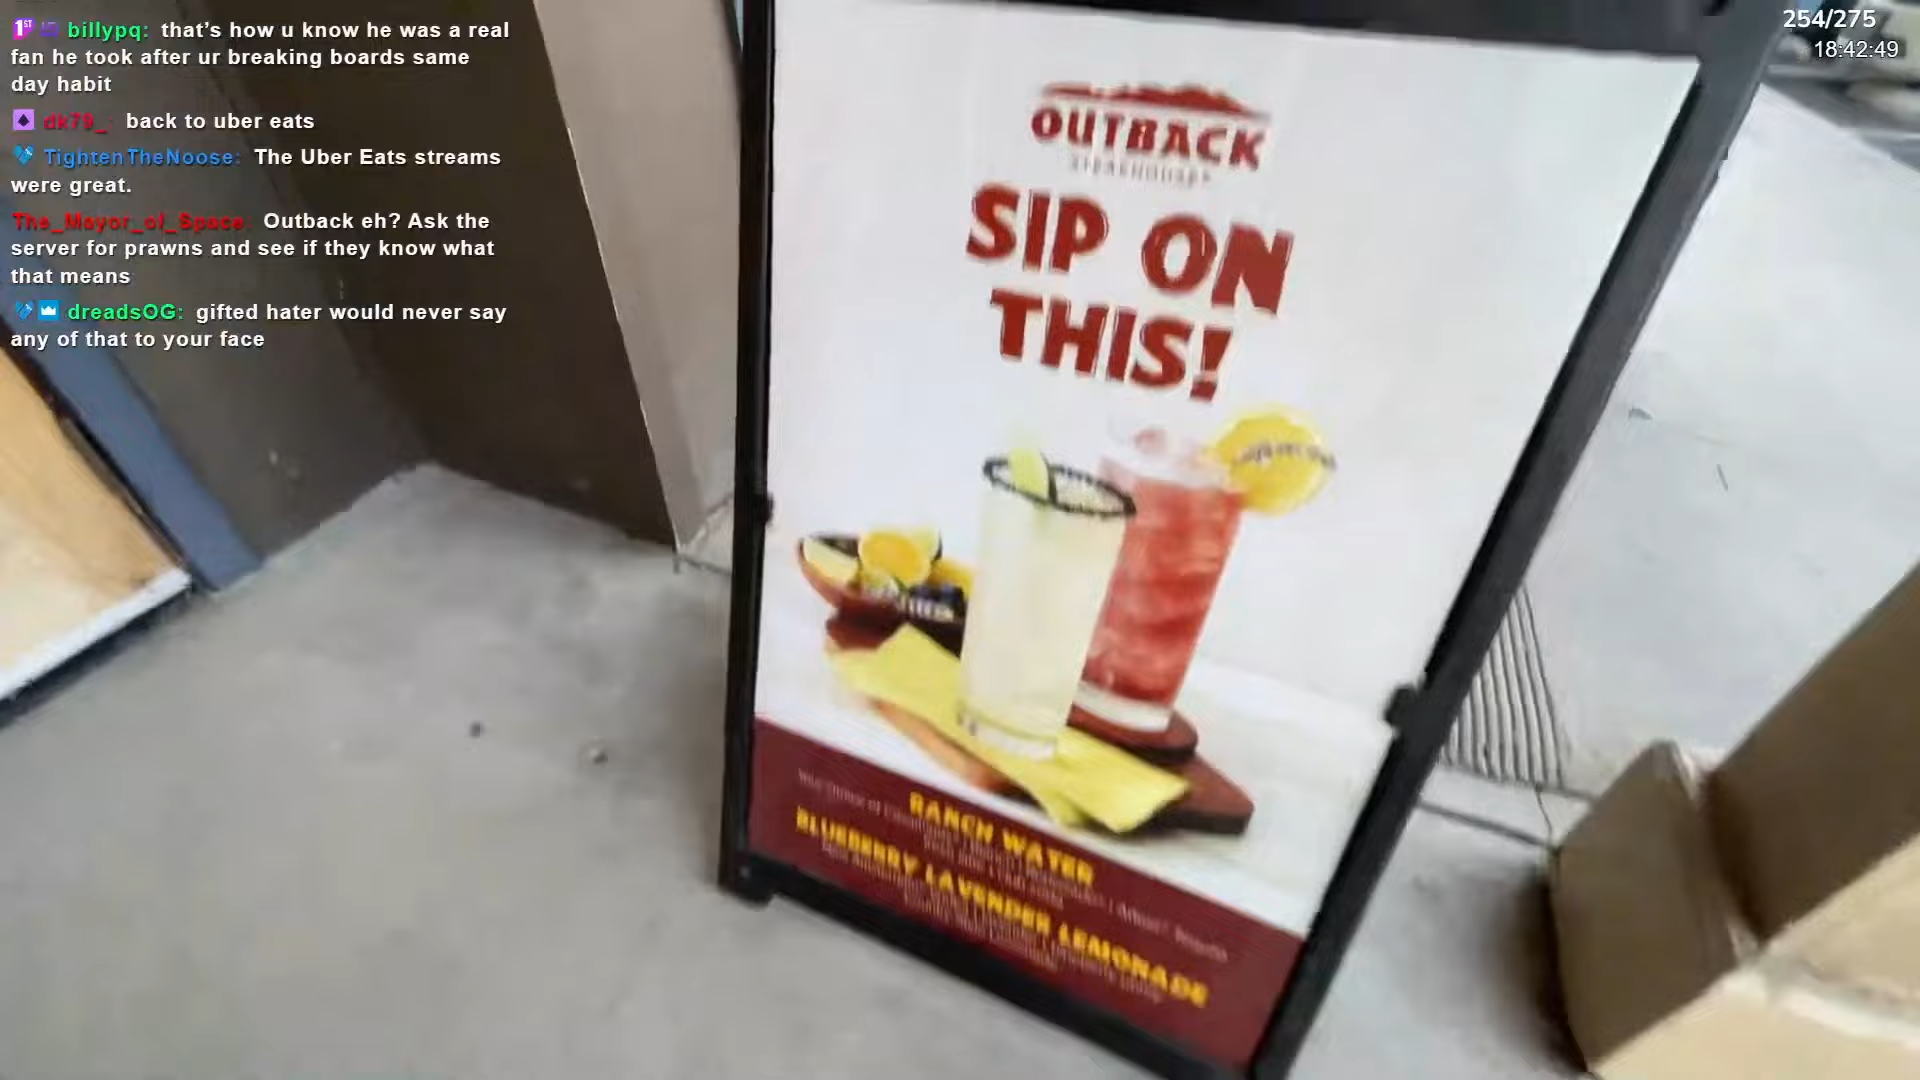 billypq: that's how u know he was a real
fan he took after ur breaking boards same
day habit
dk79_: back to uber eats
TightenTheNoose: The Uber Eats streams
were great.
The_Mayor_of_Space: Outback eh? Ask the
server for prawns and see if they know what
that means
dreadsOG: gifted hater would never say
any of that to your face
254/275
18:42:49
OUTBACK
STEAKHOUSE
SIP ON
THIS!
RANCH WATER
BLUEBERRY LAVENDER LEMONADE